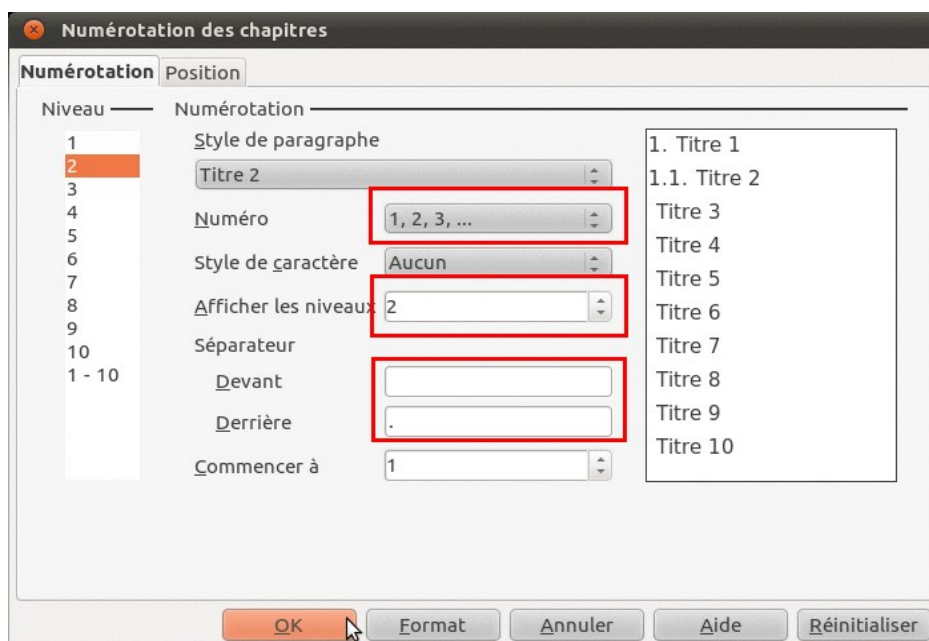 Numérotation des chapitres
Numérotation Position
Niveau
1
2
3
4
5
6
7
8
9
10
1 - 10
Numérotation
Style de paragraphe
Titre 2
Numéro 1, 2, 3, ...
Style de caractère Aucun
Afficher les niveaux 2
Séparateur
Devant
Derrière .
Commencer à 1
1. Titre 1
1.1. Titre 2
Titre 3
Titre 4
Titre 5
Titre 6
Titre 7
Titre 8
Titre 9
Titre 10
OK Format Annuler Aide Réinitialiser